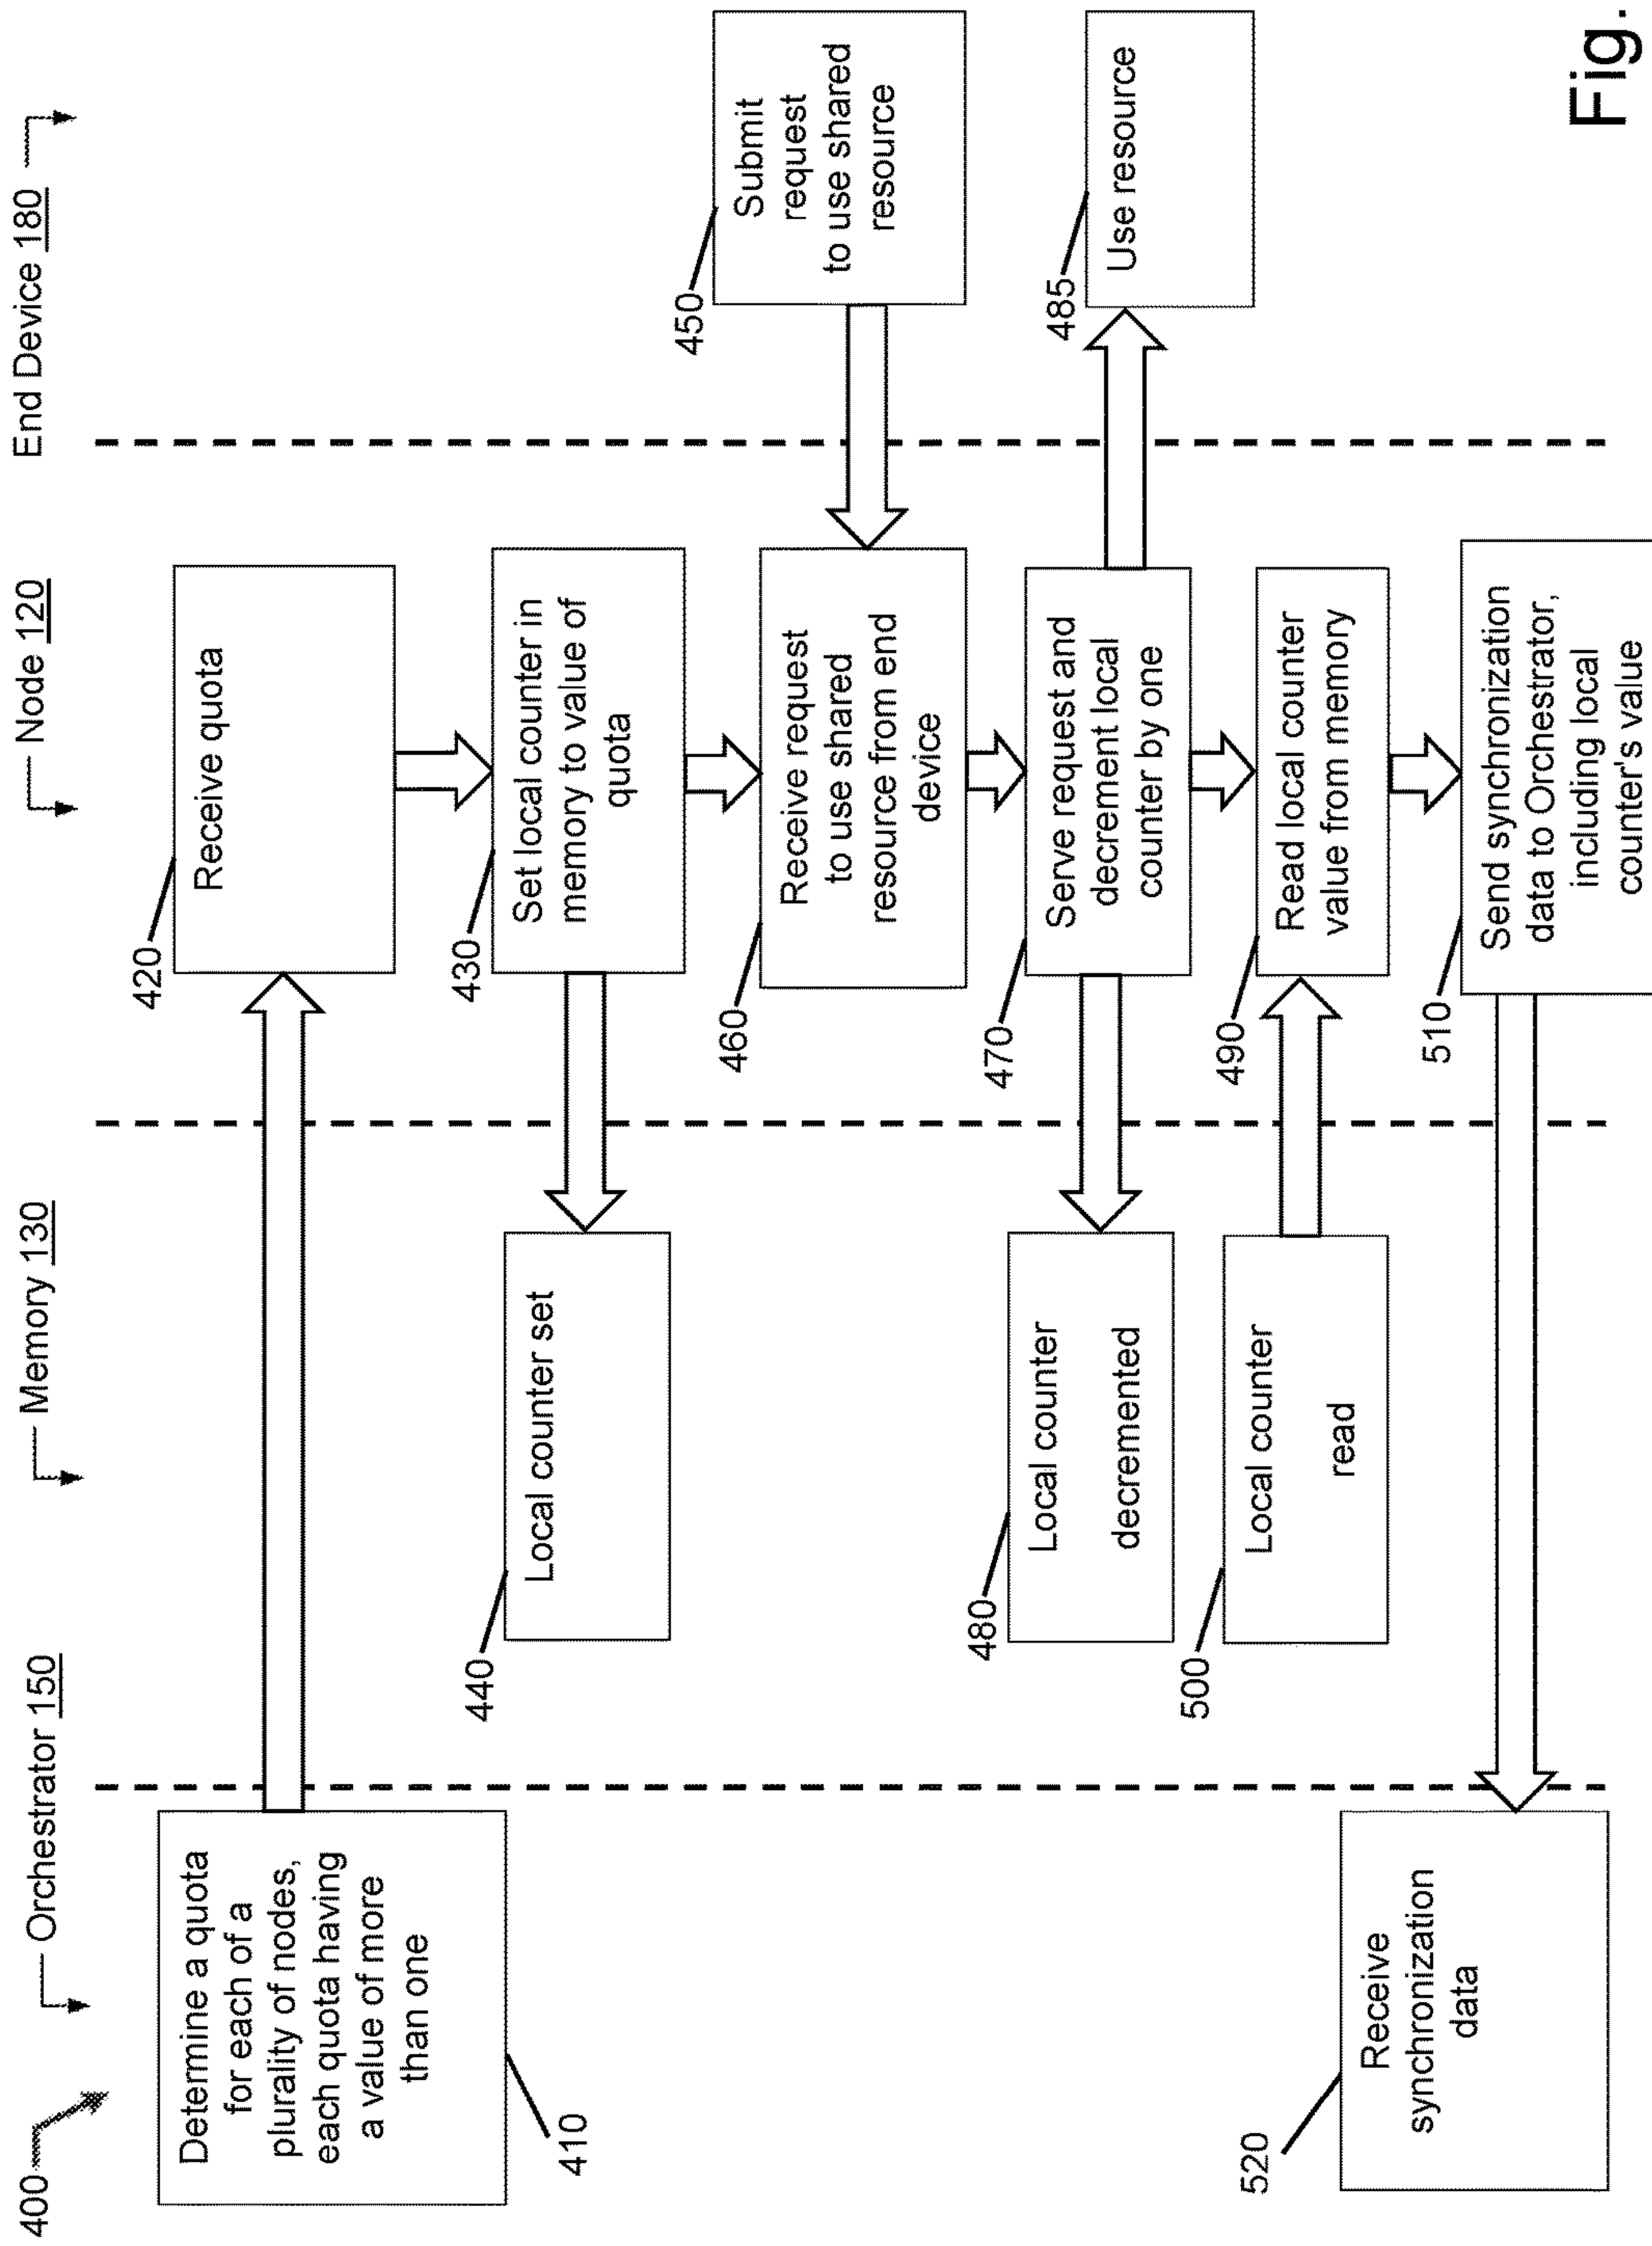 400
Orchestrator 150
Memory 130
Node 120
End Device 180
Determine a quota
for each of a
plurality of nodes,
each quota having
a value of more
than one
410
420
Receive quota
430
Set local counter in
memory to value of
quota
440
Local counter set
450
Submit
request
to use shared
resource
460
Receive request
to use shared
resource from end
device
470
Serve request and
decrement local
counter by one
480
Local counter
decremented
485
Use resource
490
Read local counter
value from memory
500
Local counter
read
510
Send synchronization
data to Orchestrator,
including local
counter's value
520
Receive
synchronization
data
Fig.